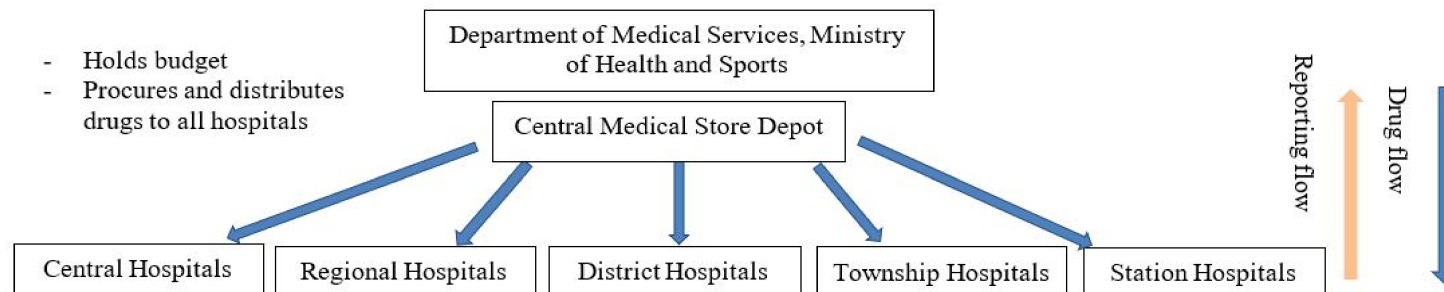 - Holds budget
- Procures and distributes
drugs to all hospitals
Department of Medical Services, Ministry
of Health and Sports
Central Medical Store Depot
Reporting flow
Drug flow
Central Hospitals
Regional Hospitals
District Hospitals
Township Hospitals
Station Hospitals